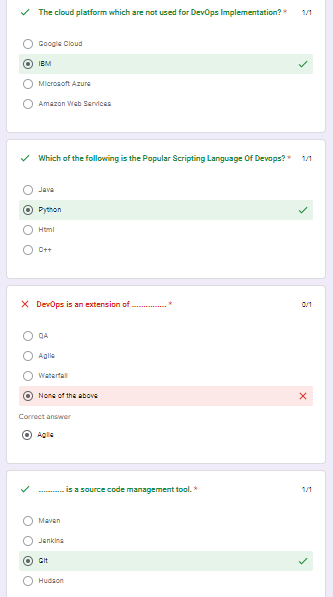 The cloud platform which are not used for DevOps Implementation? * 1/1
Google Cloud
IBM
Microsoft Azure
Amazon Web Services
Which of the following is the Popular Scripting Language Of Devops? * 1/1
Java
Python
Html
C++
DevOps is an extension of ............... * 0/1
QA
Agile
Waterfall
None of the above
Correct answer
Agile
........... is a source code management tool. * 1/1
Maven
Jenkins
Git
Hudson